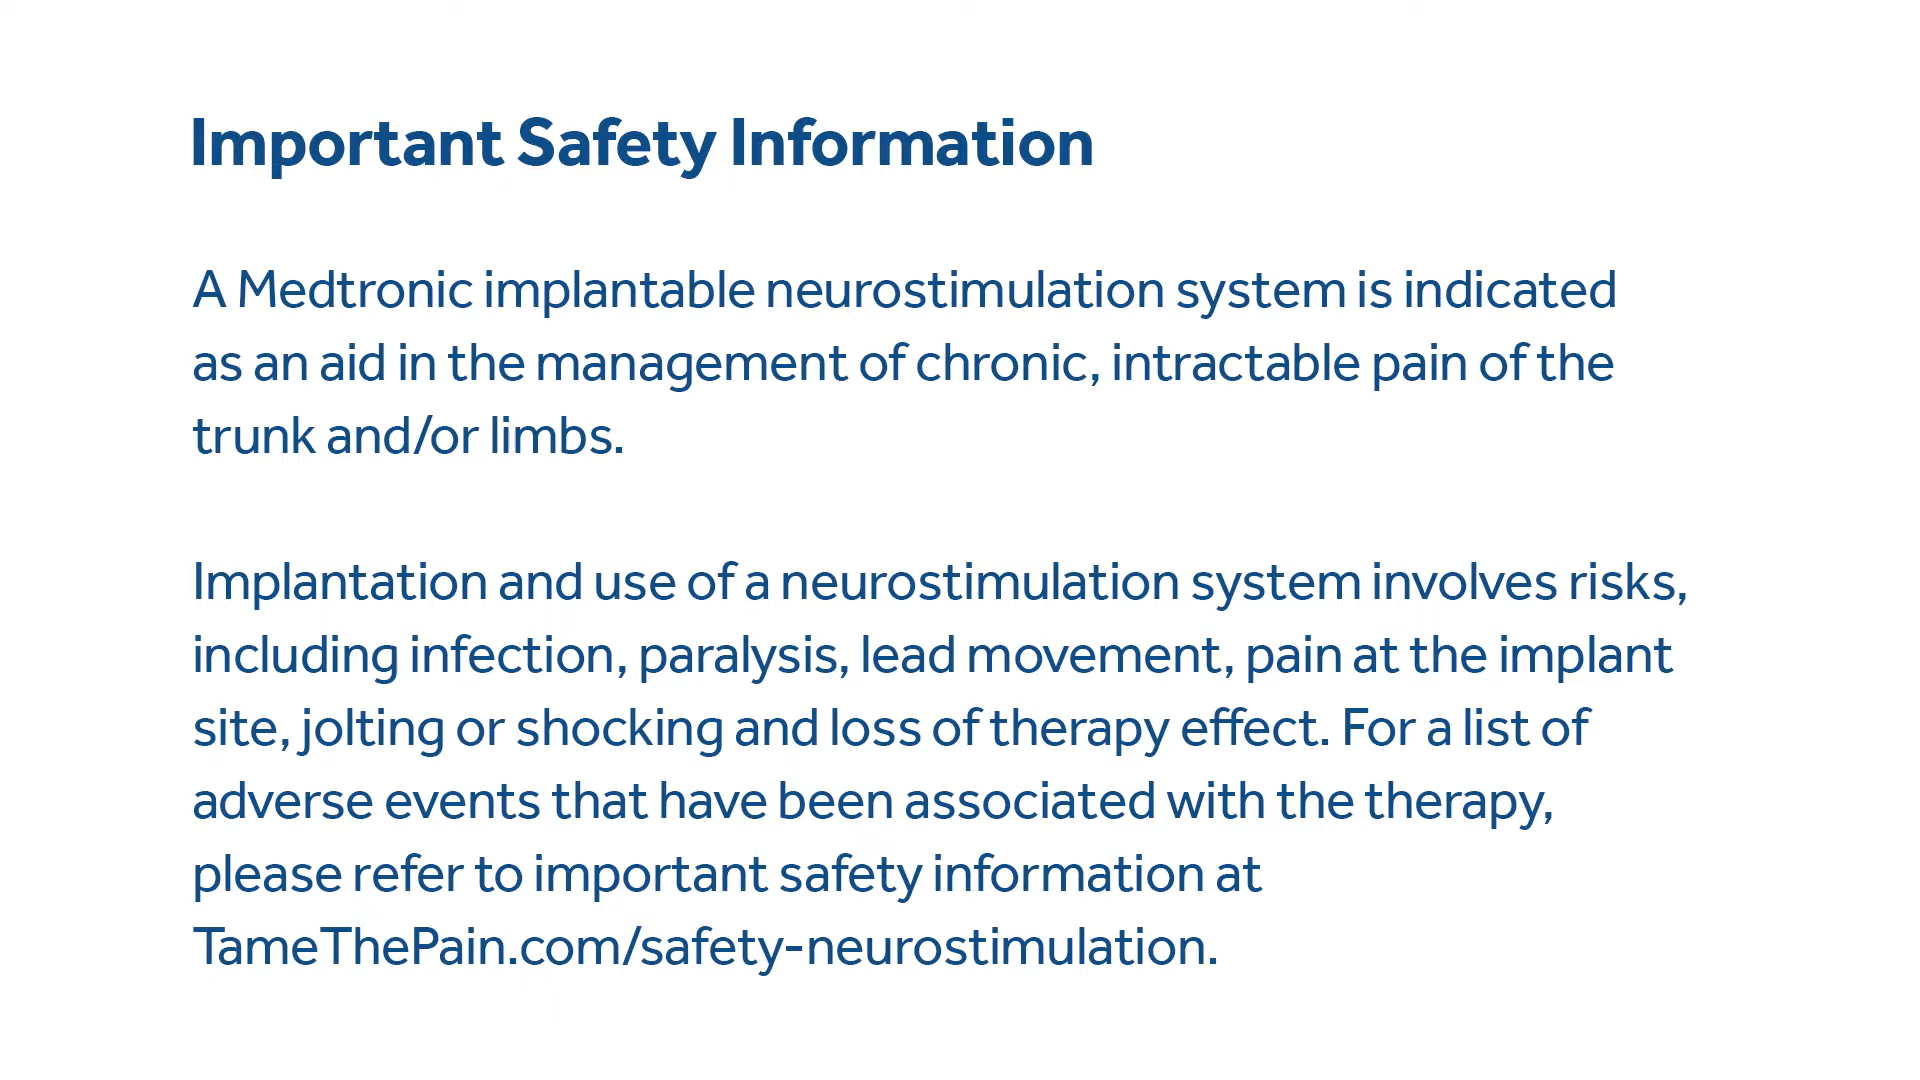 Important Safety Information
A Medtronic implantable neurostimulation system is indicated
as an aid in the management of chronic, intractable pain of the
trunk and/or limbs.
Implantation and use of a neurostimulation system involves risks,
including infection, paralysis, lead movement, pain at the implant
site, jolting or shocking and loss of therapy effect. For a list of
adverse events that have been associated with the therapy,
please refer to important safety information at
TameThePain.com/safety-neurostimulation.